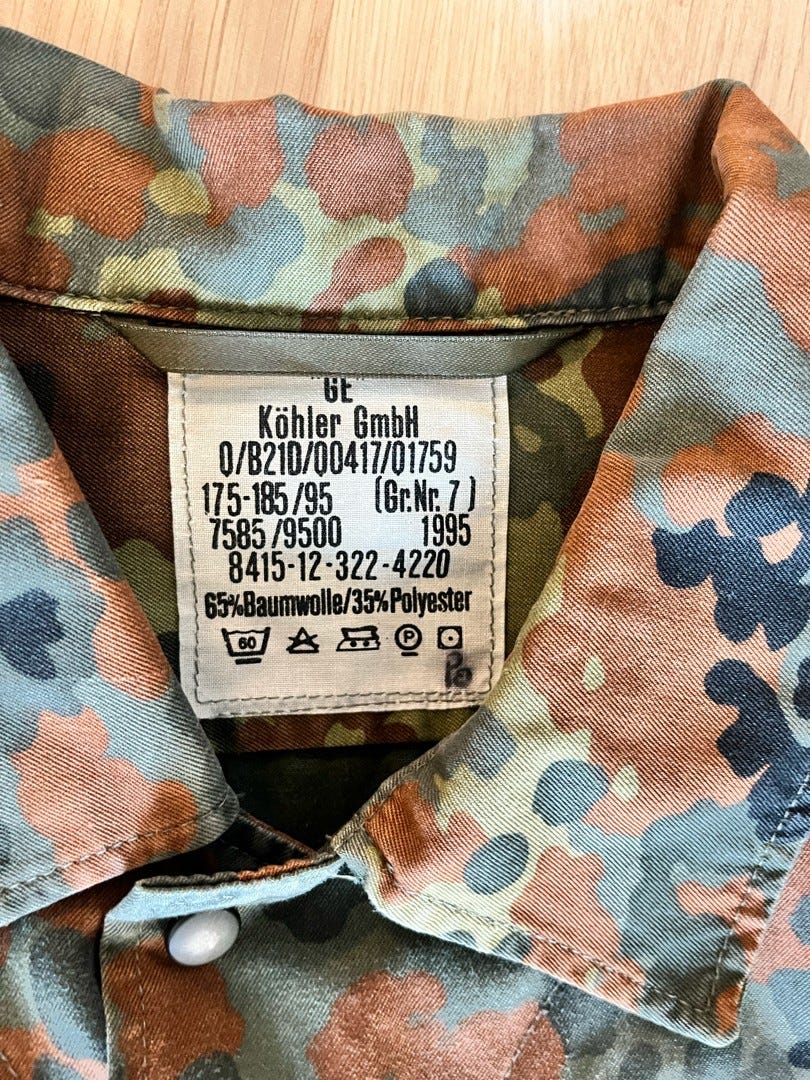 "GE"
Köhler GmbH
Q/B21D/00417/01759
175-185/95 (Gr.Nr. 7)
7585/9500 1995
8415-12-322-4220
65%Baumwolle/35%Polyester
60 P